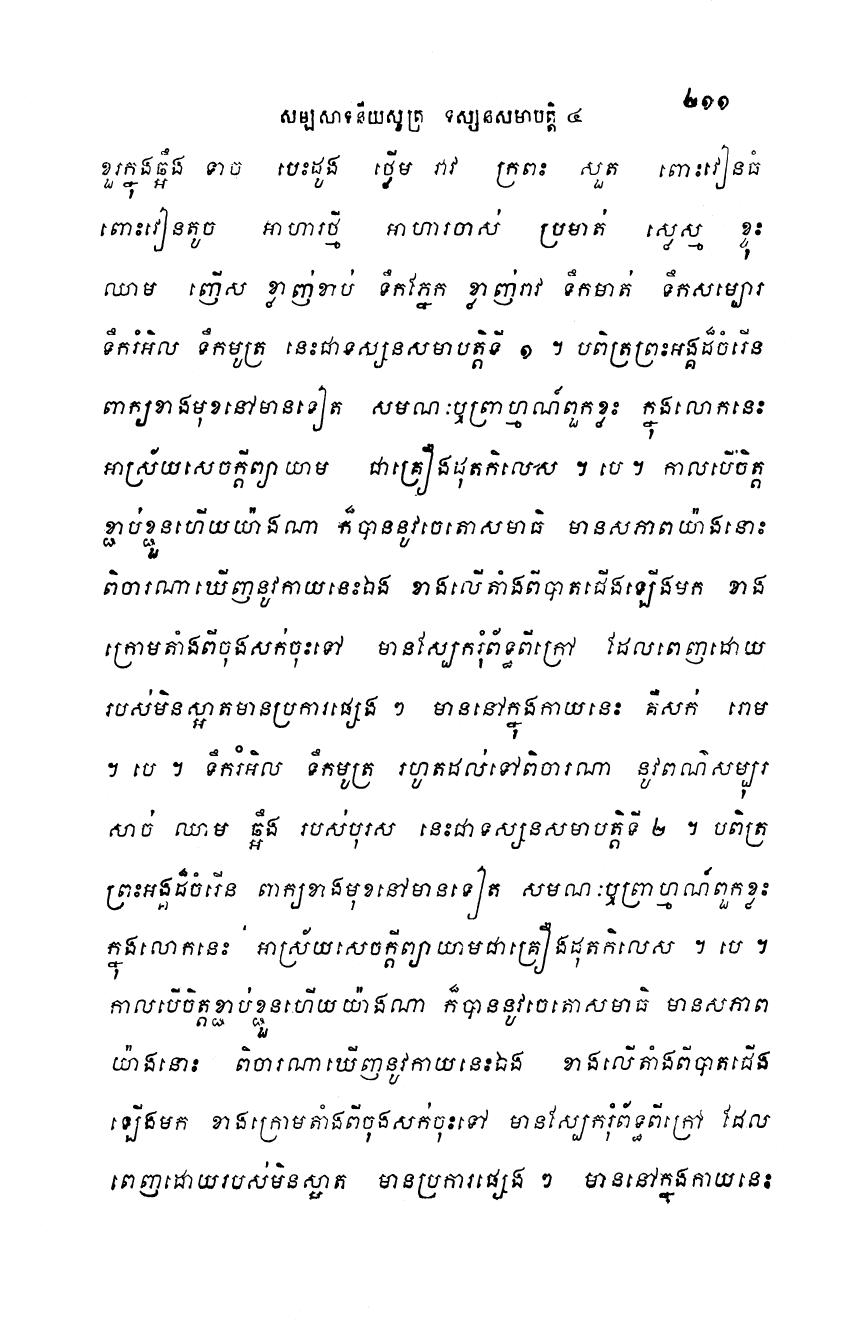 សម្បសាទនីយសូត្រ ទស្សនសមាបត្តិ ៤ ២១១
ខួរក្នុងឆ្អឹង ទាច បេះដូង ថ្លើម វាវ ក្រពះ សួត ពោះវៀនធំ
ពោះវៀនតូច អាហារថ្មី អាហារចាស់ ប្រមាត់ ស្លេស្ម ខ្ទុះ
ឈាម ញើស ខ្លាញ់ខាប់ ទឹកភ្នែក ខ្លាញ់រាវ ទឹកមាត់ ទឹកសម្បោរ
ទឹករំអិល ទឹកមូត្រ នេះជាទស្សនសមាបត្តិទី ១ ។ បពិត្រព្រះអង្គដ៏ចំរើន
ពាក្យខាងមុខនៅមានទៀត សមណៈឬព្រាហ្មណ៍ពួកខ្លះ ក្នុងលោកនេះ
អាស្រ័យសេចក្តីព្យាយាម ជាគ្រឿងដុតកិលេស ។ បេ ។ កាលបើចិត្ត
ខ្ជាប់ខ្ជួនហើយយ៉ាងណា ក៏បាននូវចេតោសមាធិ មានសភាពយ៉ាងនោះ
ពិចារណាឃើញនូវកាយនេះឯង ខាងលើតាំងពីបាតជើងឡើងមក ខាង
ក្រោមតាំងពីចុងសក់ចុះទៅ មានស្បែករុំព័ទ្ធពីក្រៅ ដែលពេញដោយ
របស់មិនស្អាតមានប្រការផ្សេង ៗ មាននៅក្នុងកាយនេះ គឺសក់ រោម
។ បេ ។ ទឹករំអិល ទឹកមូត្រ រហូតដល់ទៅពិចារណា នូវពណ៌សម្បុរ
សាច់ ឈាម ឆ្អឹង របស់បុរស នេះជាទស្សនសមាបត្តិទី ២ ។ បពិត្រ
ព្រះអង្គដ៏ចំរើន ពាក្យខាងមុខនៅមានទៀត សមណៈឬព្រាហ្មណ៍ពួកខ្លះ
ក្នុងលោកនេះ អាស្រ័យសេចក្តីព្យាយាមជាគ្រឿងដុតកិលេស ។ បេ ។
កាលបើចិត្តខ្ជាប់ខ្ជួនហើយយ៉ាងណា ក៏បាននូវចេតោសមាធិ មានសភាព
យ៉ាងនោះ ពិចារណាឃើញនូវកាយនេះឯង ខាងលើតាំងពីបាតជើង
ឡើងមក ខាងក្រោមតាំងពីចុងសក់ចុះទៅ មានស្បែករុំព័ទ្ធពីក្រៅ ដែល
ពេញដោយរបស់មិនស្អាត មានប្រការផ្សេង ៗ មាននៅក្នុងកាយនេះ